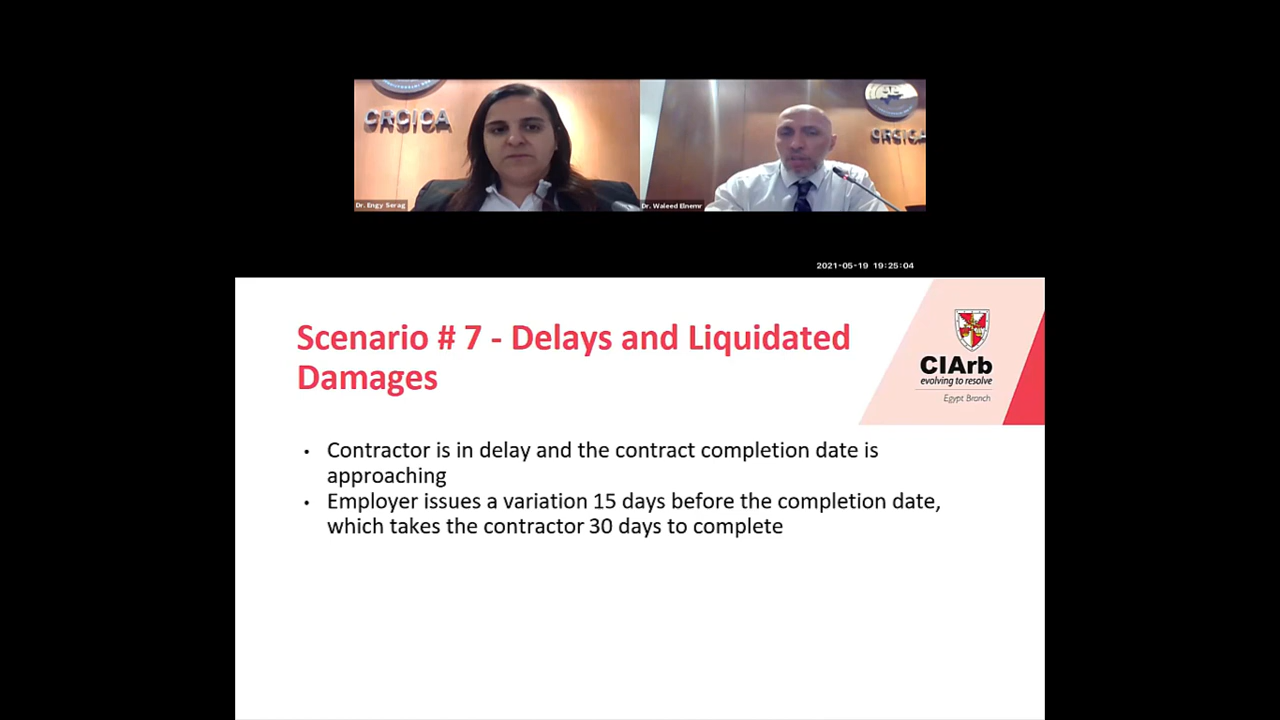 CRCICA
CRCICA
Dr. Engy Serag
Dr. Waleed Elnemr
2021-05-19 19:25:04
Scenario # 7 - Delays and Liquidated
Damages
CIArb
evolving to resolve
Egypt Branch
• Contractor is in delay and the contract completion date is
approaching
• Employer issues a variation 15 days before the completion date,
which takes the contractor 30 days to complete